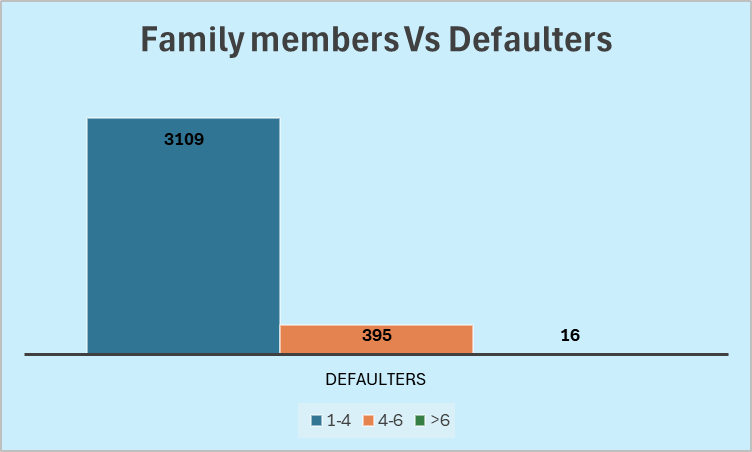 Family members Vs Defaulters
3109
395
16
DEFAULTERS
1-4 4-6 >6